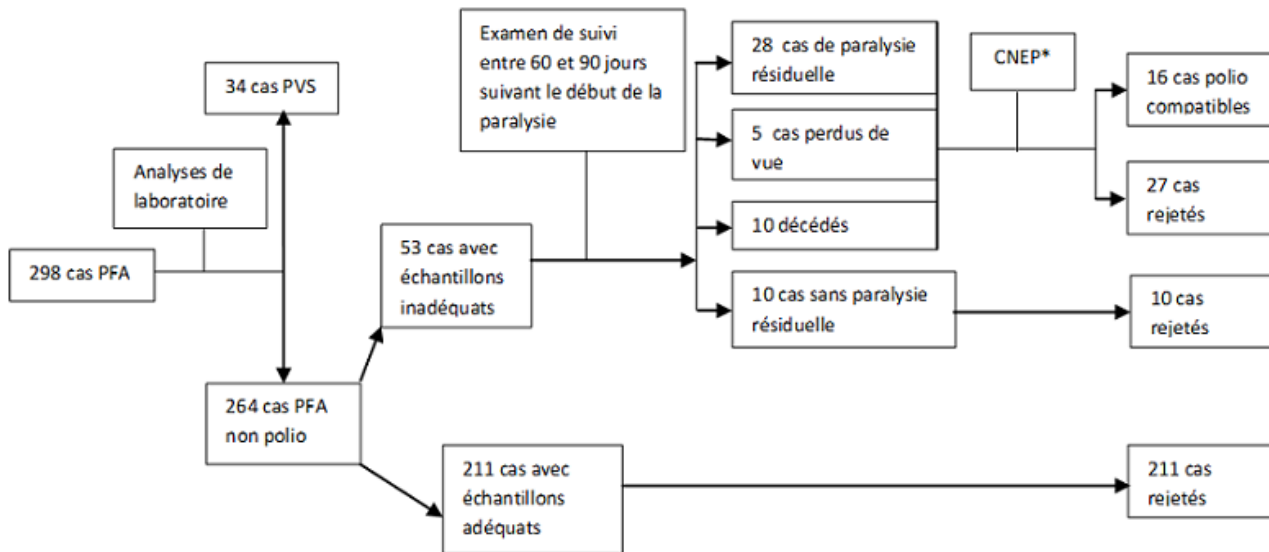 298 cas PFA
Analyses de
laboratoire
34 cas PVS
264 cas PFA
non polio
53 cas avec
échantillons
inadéquats
211 cas avec
échantillons
adéquats
Examen de suivi
entre 60 et 90 jours
suivant le début de la
paralysie
28 cas de paralysie
résiduelle
5 cas perdus de
vue
10 décédés
10 cas sans paralysie
résiduelle
CNEP*
16 cas polio
compatibles
27 cas
rejetés
10 cas
rejetés
211 cas
rejetés